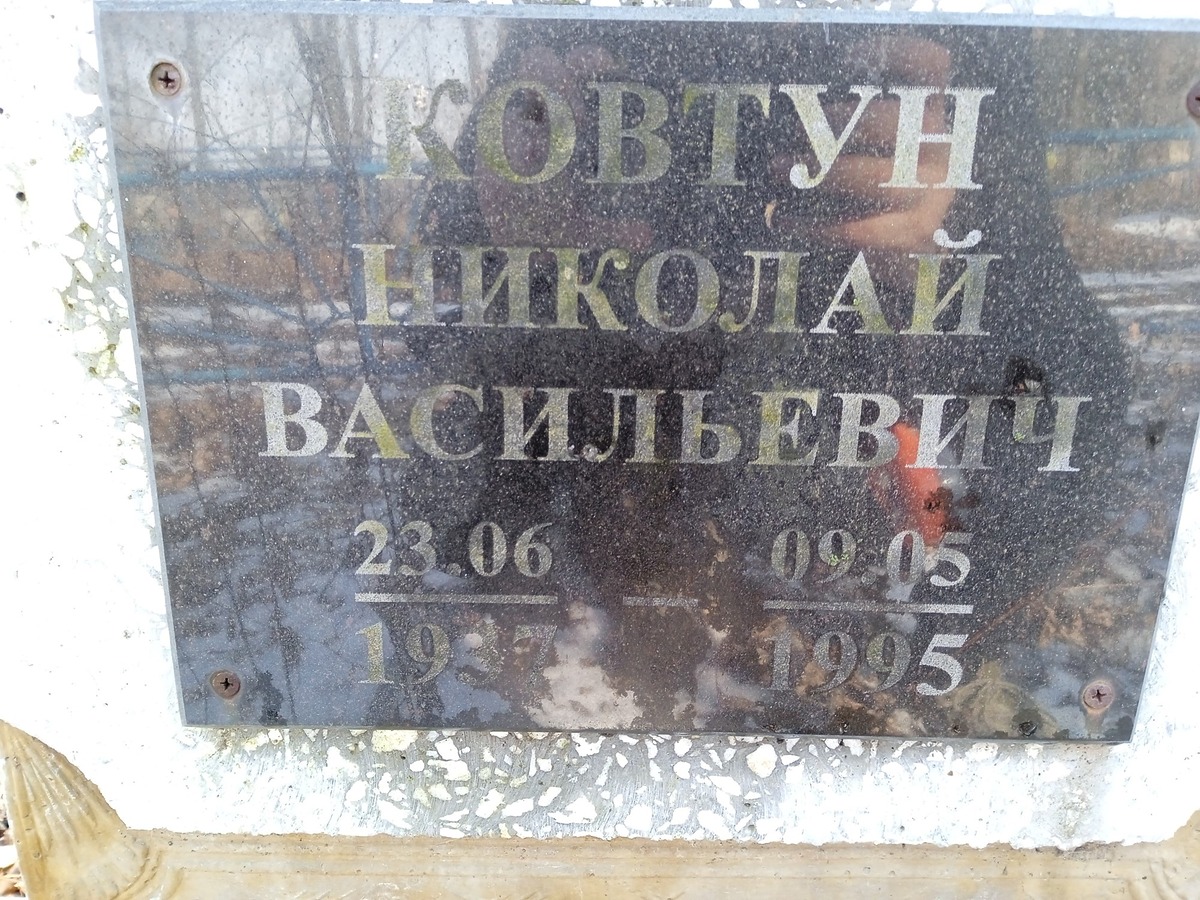 КОВТУН
НИКОЛАЙ
ВАСИЛЬЕВИЧ
23.06 09.05
1937 – 1995